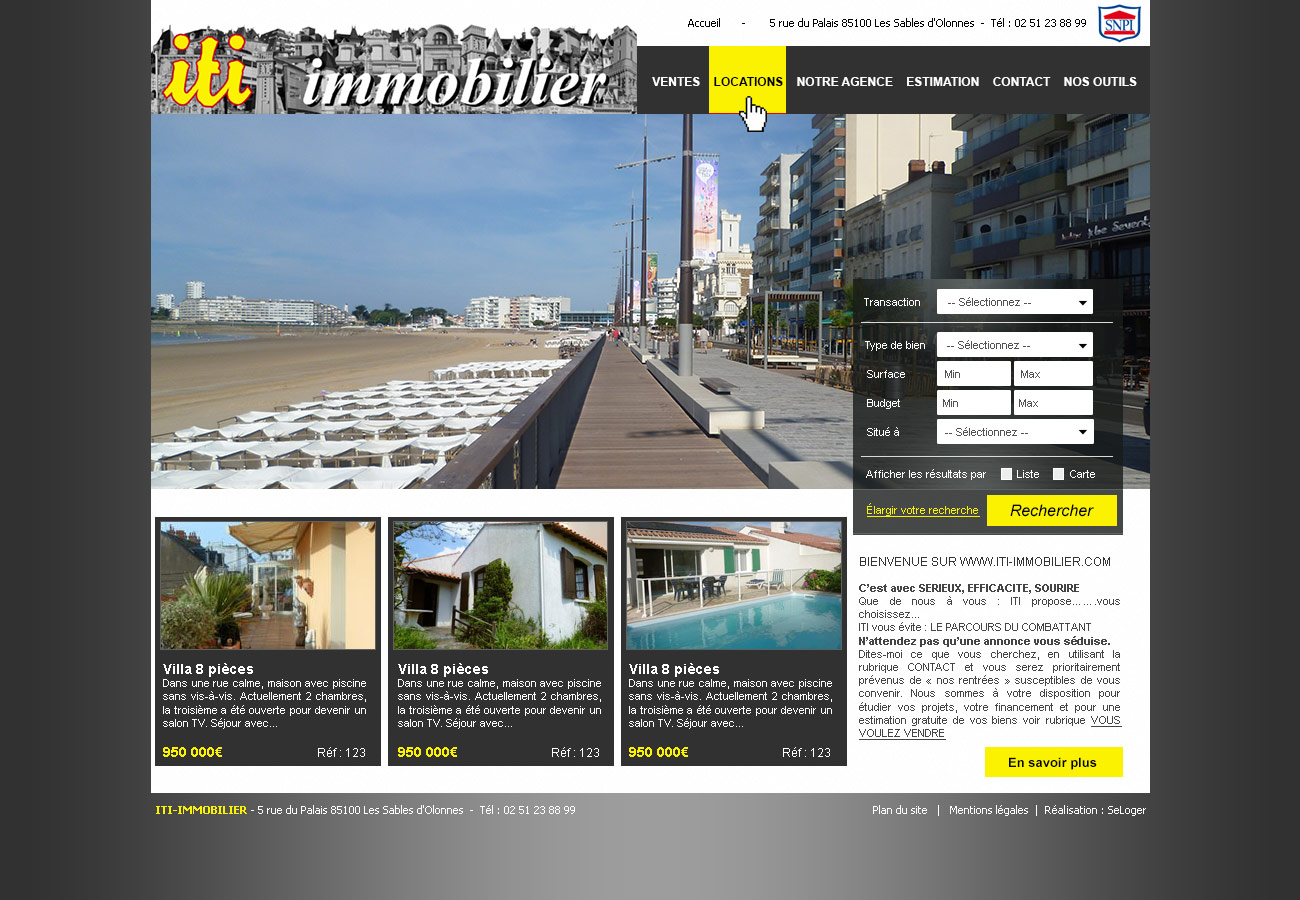 Accueil - 5 rue du Palais 85100 Les Sables d'Olonnes - Tél : 02 51 23 88 99
SNPI
iti immobilier
VENTES LOCATIONS NOTRE AGENCE ESTIMATION CONTACT NOS OUTILS
Transaction -- Sélectionnez --
Type de bien -- Sélectionnez --
Surface Min Max
Budget Min Max
Situé à -- Sélectionnez --
Afficher les résultats par Liste Carte
Élargir votre recherche Rechercher
Villa 8 pièces
Dans une rue calme, maison avec piscine
sans vis-à-vis. Actuellement 2 chambres,
la troisième a été ouverte pour devenir un
salon TV. Séjour avec...
950 000€ Réf : 123
Villa 8 pièces
Dans une rue calme, maison avec piscine
sans vis-à-vis. Actuellement 2 chambres,
la troisième a été ouverte pour devenir un
salon TV. Séjour avec...
950 000€ Réf : 123
Villa 8 pièces
Dans une rue calme, maison avec piscine
sans vis-à-vis. Actuellement 2 chambres,
la troisième a été ouverte pour devenir un
salon TV. Séjour avec...
950 000€ Réf : 123
BIENVENUE SUR WWW.ITI-IMMOBILIER.COM
C'est avec SERIEUX, EFFICACITE, SOURIRE
Que de nous à vous : ITI propose…….vous
choisissez…
ITI vous évite : LE PARCOURS DU COMBATTANT
N'attendez pas qu'une annonce vous séduise.
Dites-moi ce que vous cherchez, en utilisant la
rubrique CONTACT et vous serez prioritairement
prévenus de « nos rentrées » susceptibles de vous
convenir. Nous sommes à votre disposition pour
étudier vos projets, votre financement et pour une
estimation gratuite de vos biens voir rubrique VOUS
VOULEZ VENDRE
En savoir plus
ITI-IMMOBILIER - 5 rue du Palais 85100 Les Sables d'Olonnes - Tél : 02 51 23 88 99
Plan du site | Mentions légales | Réalisation : SeLoger